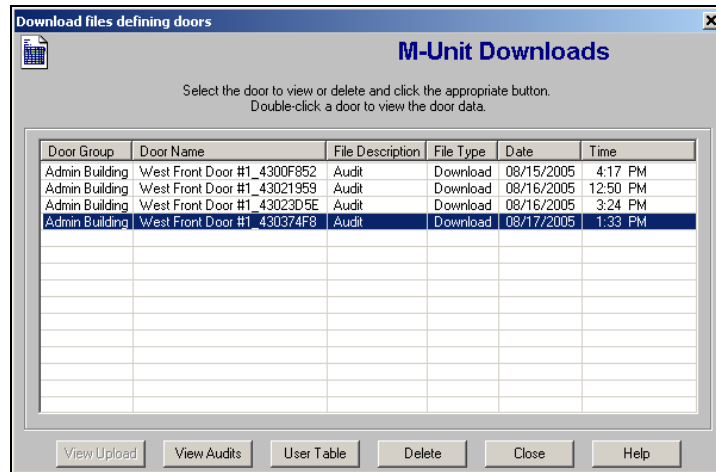 Download files defining doors
M-Unit Downloads
Select the door to view or delete and click the appropriate button.
Double-click a door to view the door data.
Door Group Door Name File Description File Type Date Time
Admin Building West Front Door #1_4300F852 Audit Download 08/15/2005 4:17 PM
Admin Building West Front Door #1_43021959 Audit Download 08/16/2005 12:50 PM
Admin Building West Front Door #1_43023D5E Audit Download 08/16/2005 3:24 PM
Admin Building West Front Door #1_430374F8 Audit Download 08/17/2005 1:33 PM
View Upload View Audits User Table Delete Close Help